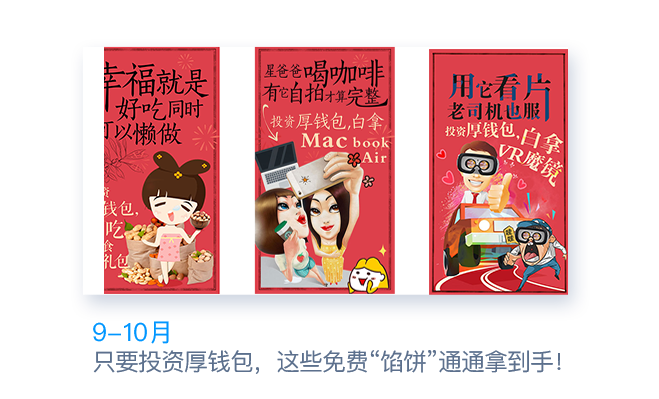 幸福就是
好吃同时
可以懒做
钱包,
吃
礼包
星爸爸喝咖啡
有它自拍才算完整
投资厚钱包,白拿
Mac book
Air
用它看片
老司机也服
投资厚钱包,白拿
VR魔镜
9-10月
只要投资厚钱包，这些免费“馅饼”通通拿到手！